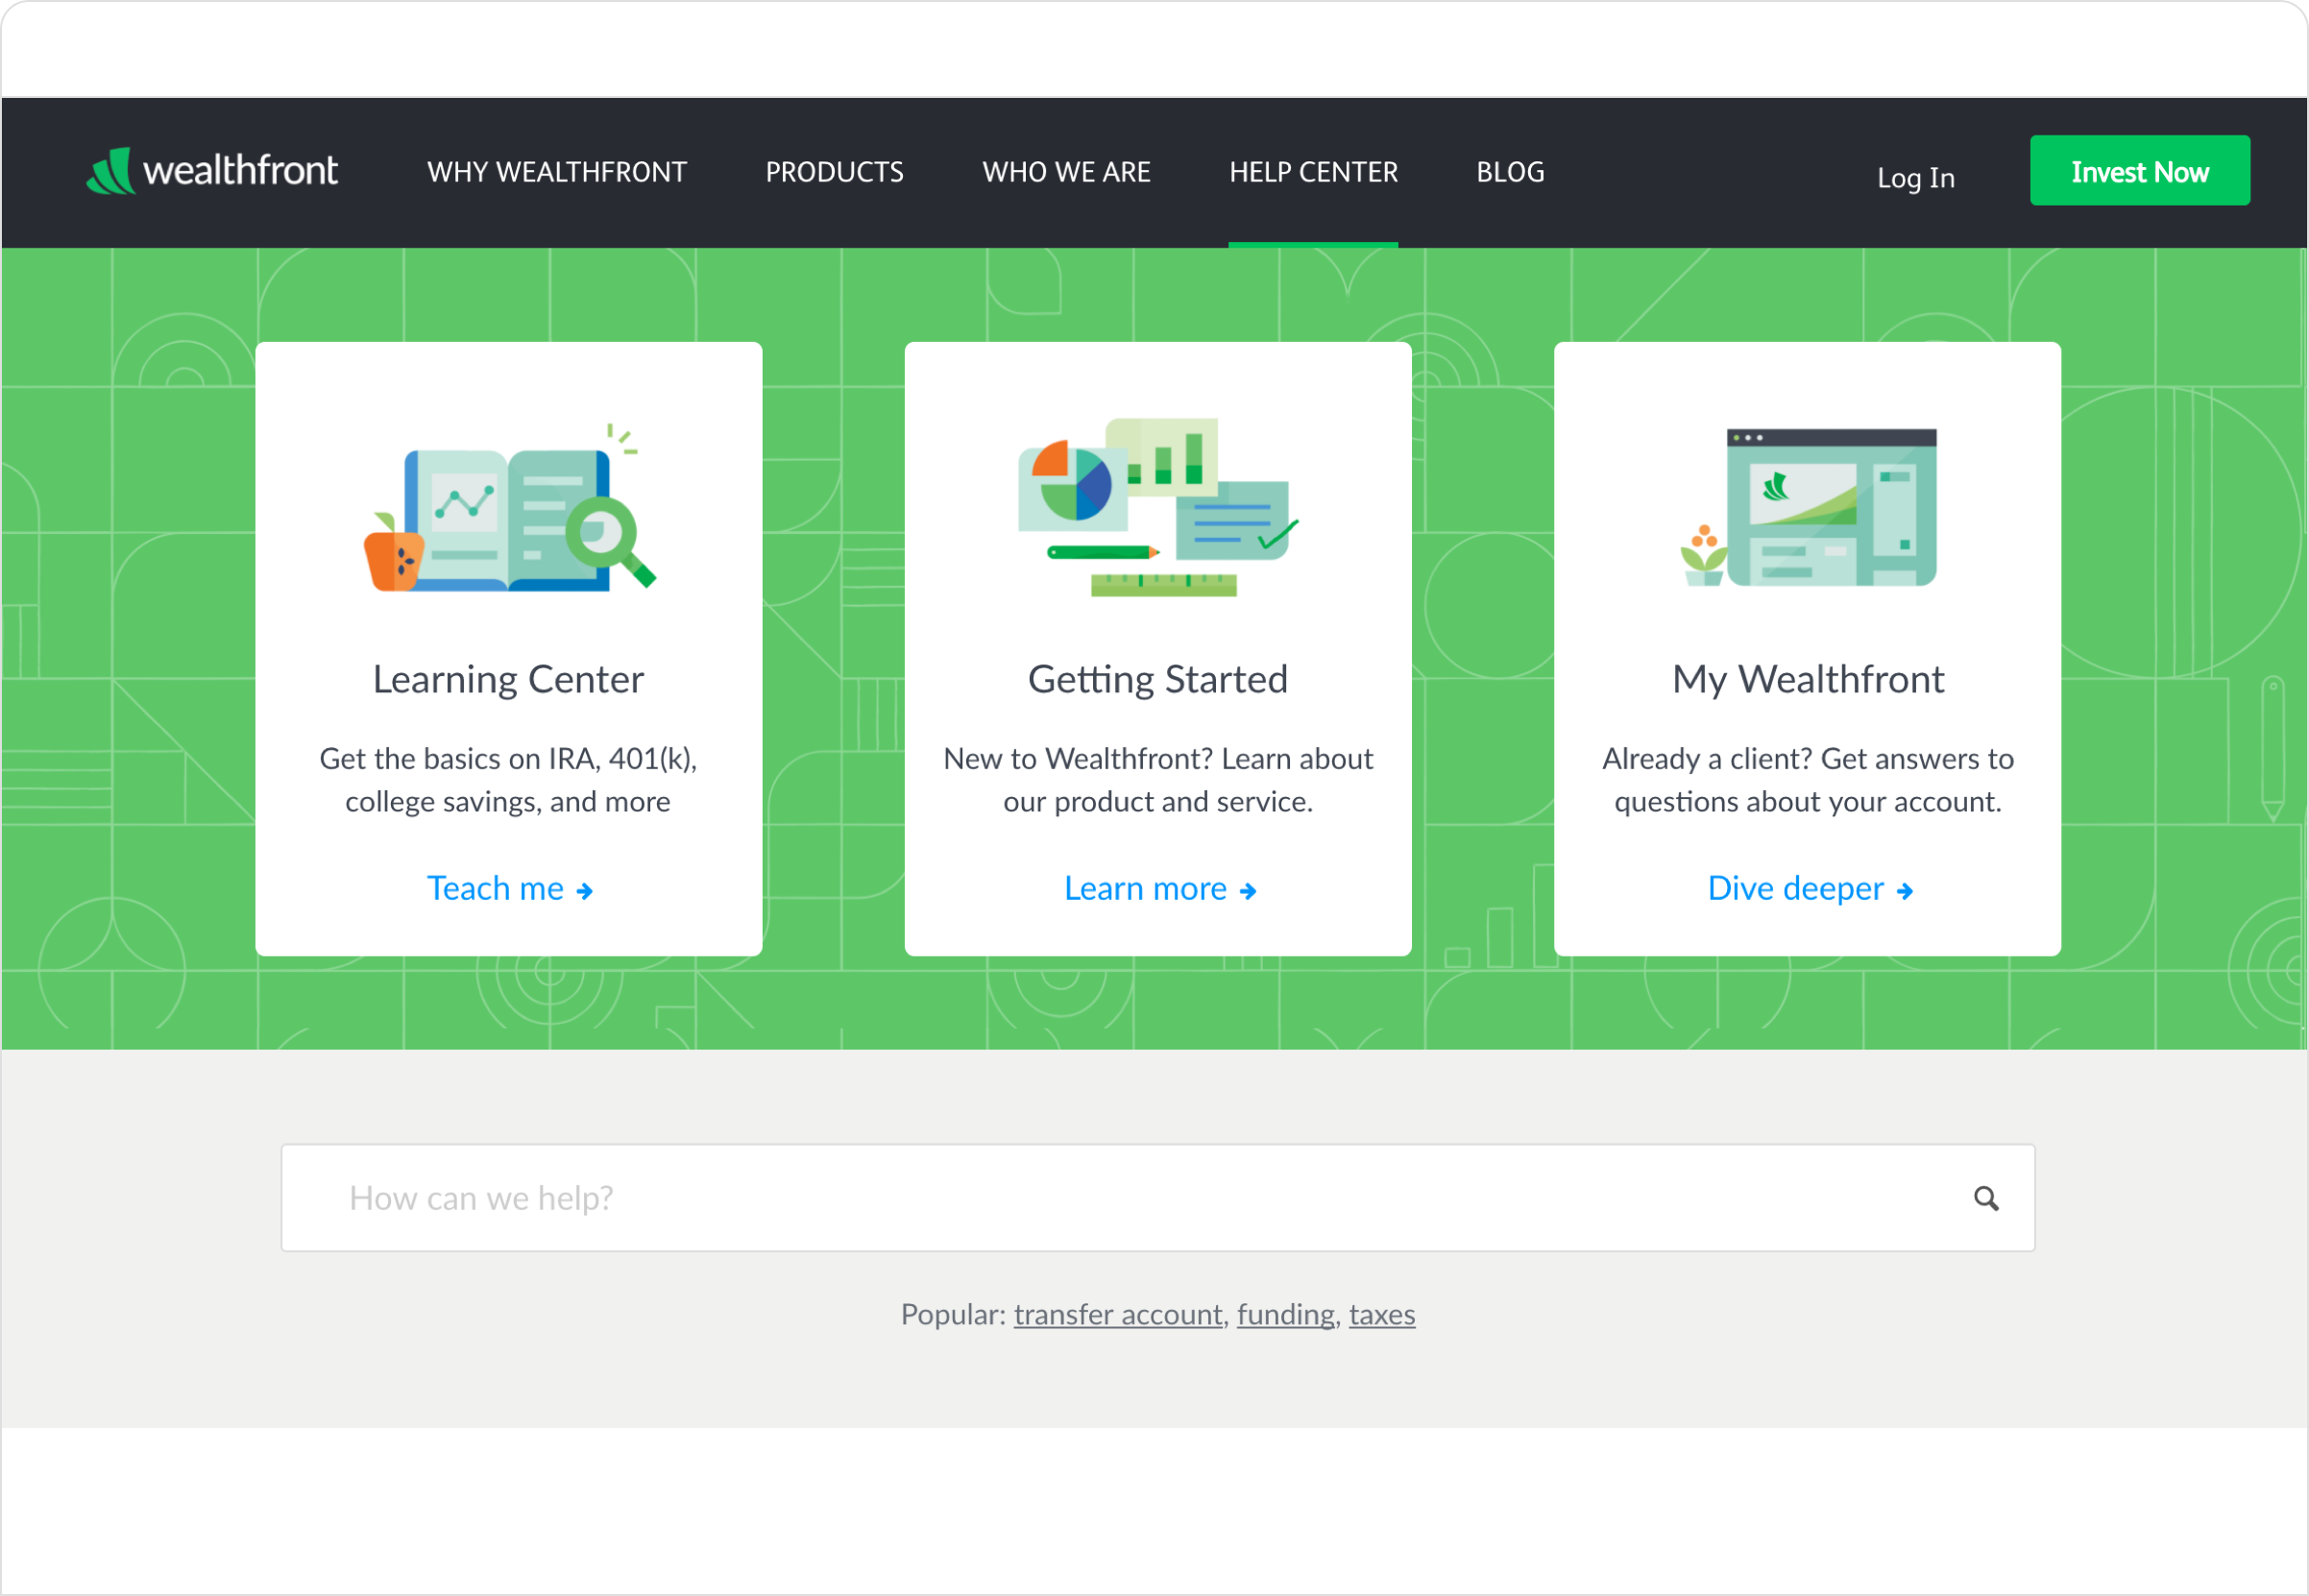 wealthfront
WHY WEALTHFRONT
PRODUCTS
WHO WE ARE
HELP CENTER
BLOG
Log In
Invest Now
Learning Center
Get the basics on IRA, 401(k),
college savings, and more
Teach me
Getting Started
New to Wealthfront? Learn about
our product and service.
Learn more
My Wealthfront
Already a client? Get answers to
questions about your account.
Dive deeper
How can we help?
Popular: transfer account, funding, taxes